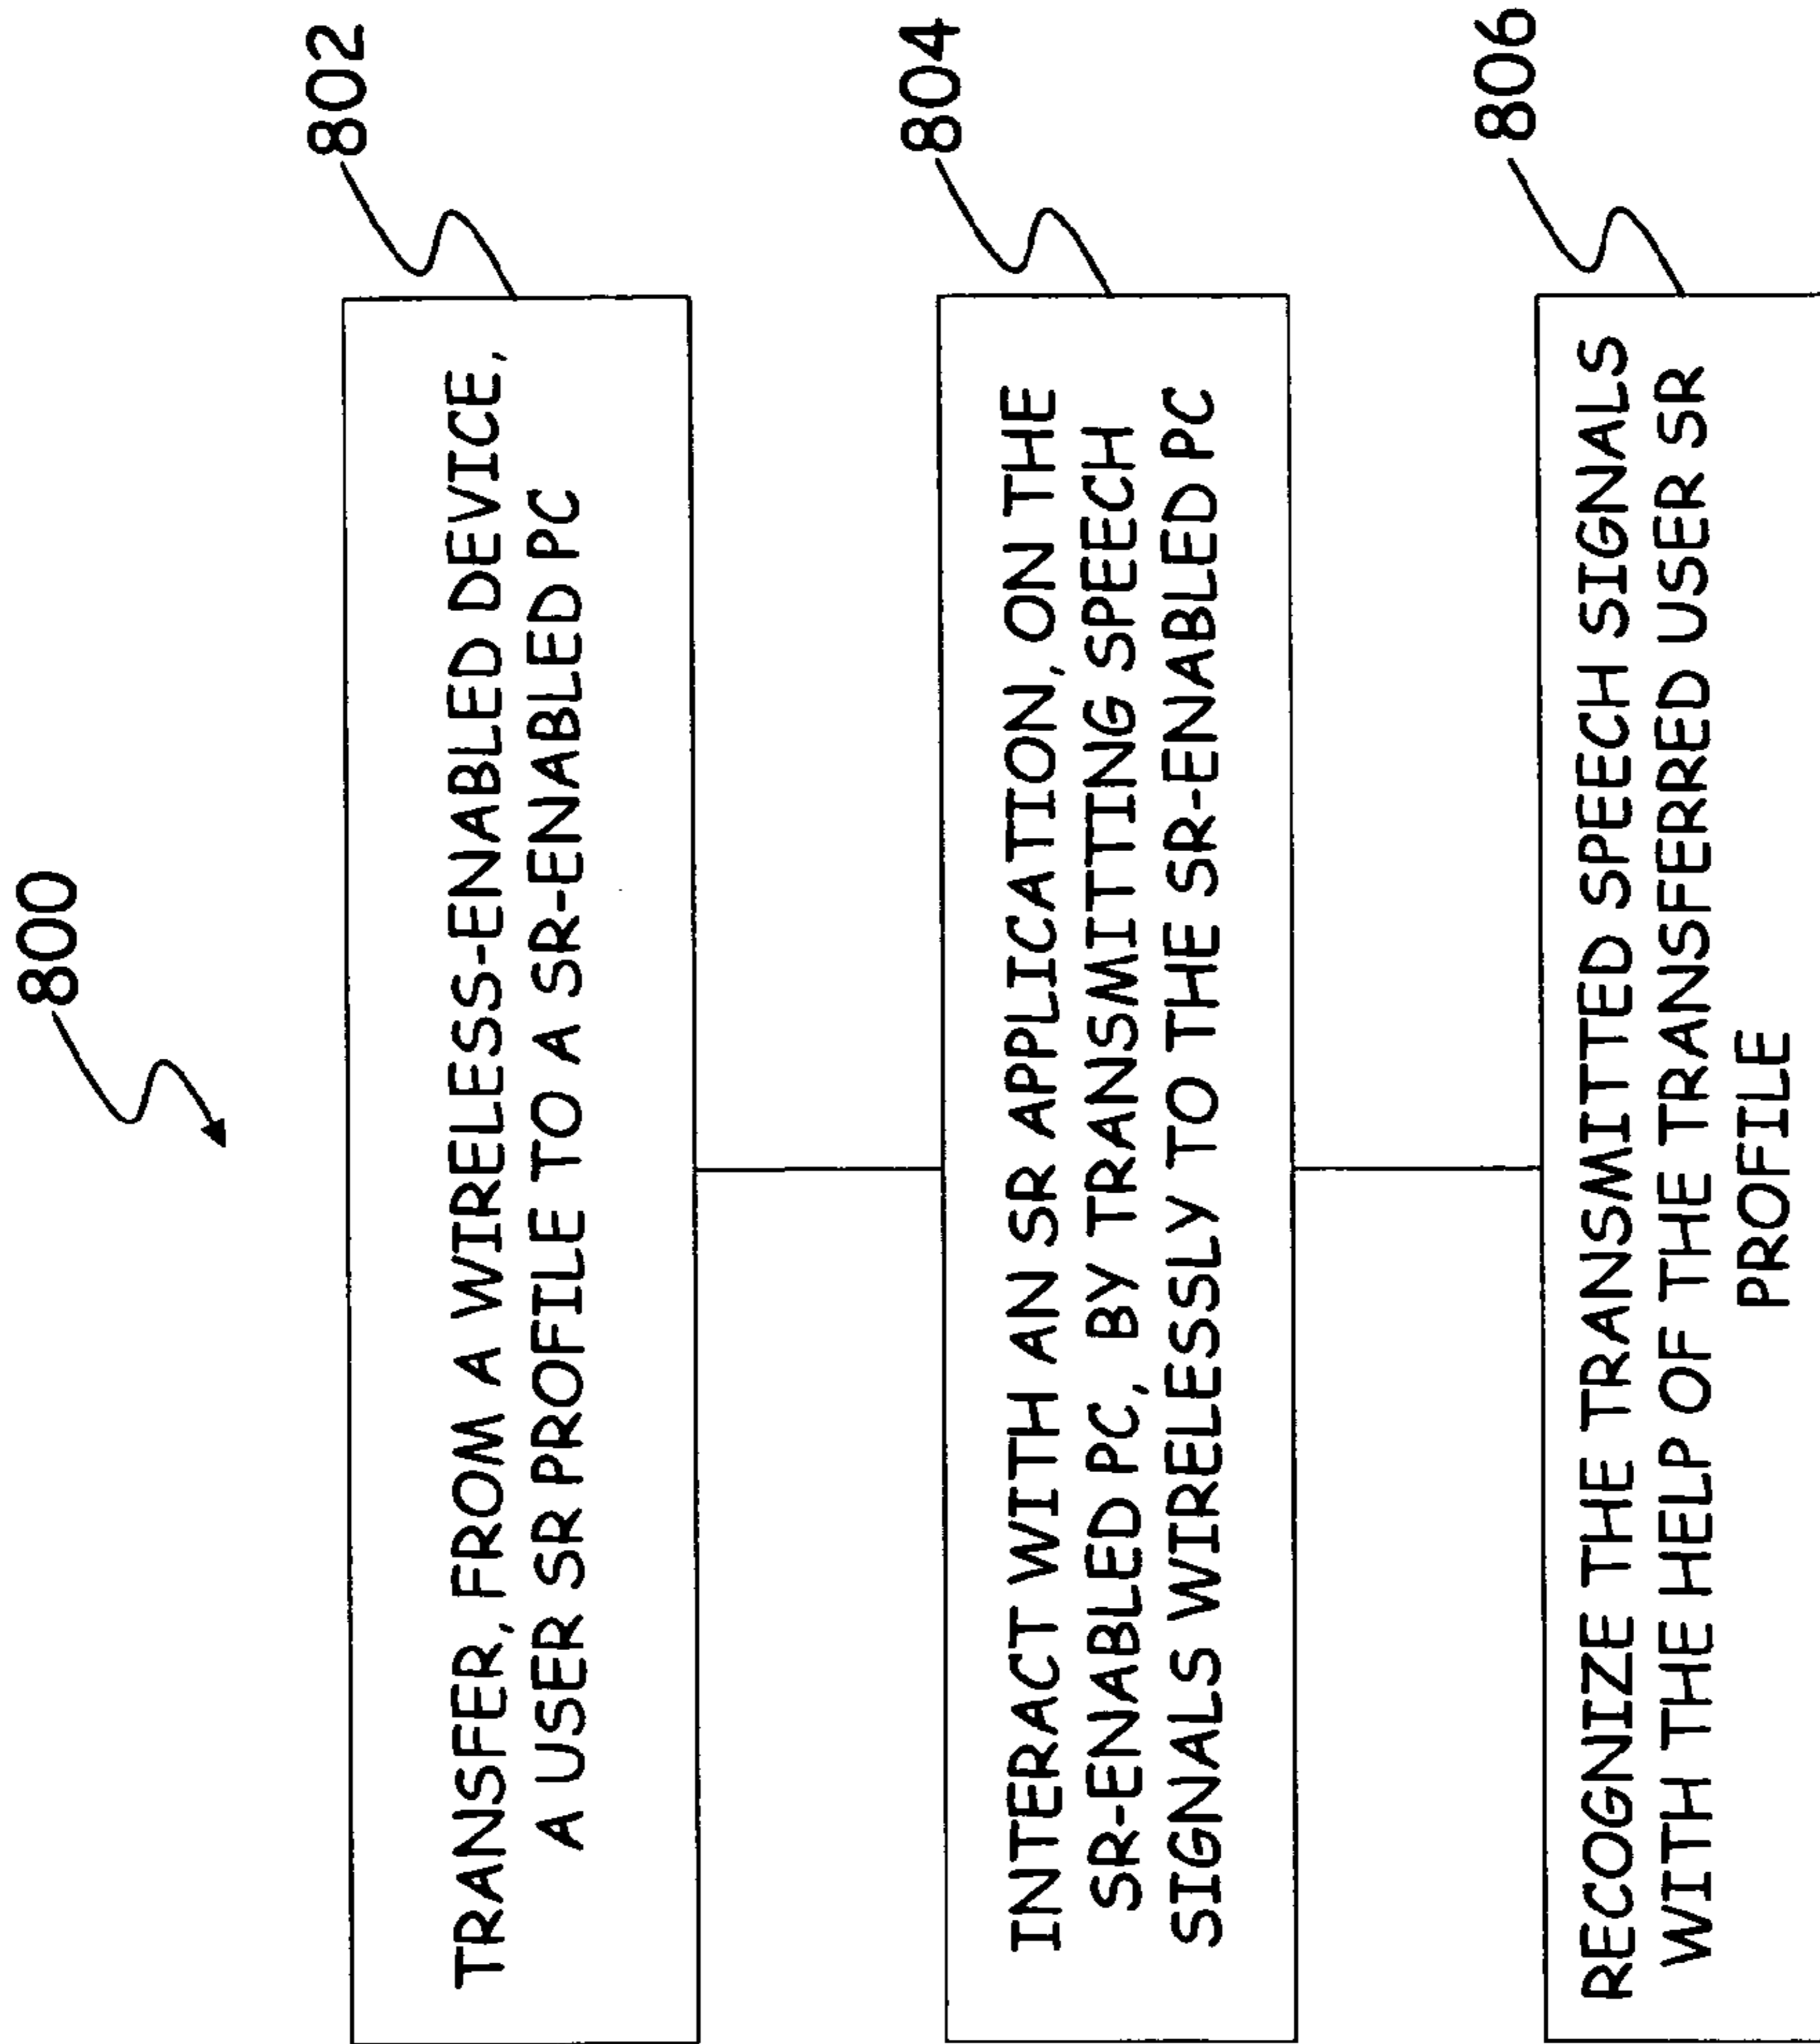 800
802
TRANSFER, FROM A WIRELESS-ENABLED DEVICE,
A USER SR PROFILE TO A SR-ENABLED PC
804
INTERACT WITH AN SR APPLICATION, ON THE
SR-ENABLED PC, BY TRANSMITTING SPEECH
SIGNALS WIRELESSLY TO THE SR-ENABLED PC
806
RECOGNIZE THE TRANSMITTED SPEECH SIGNALS
WITH THE HELP OF THE TRANSFERRED USER SR
PROFILE